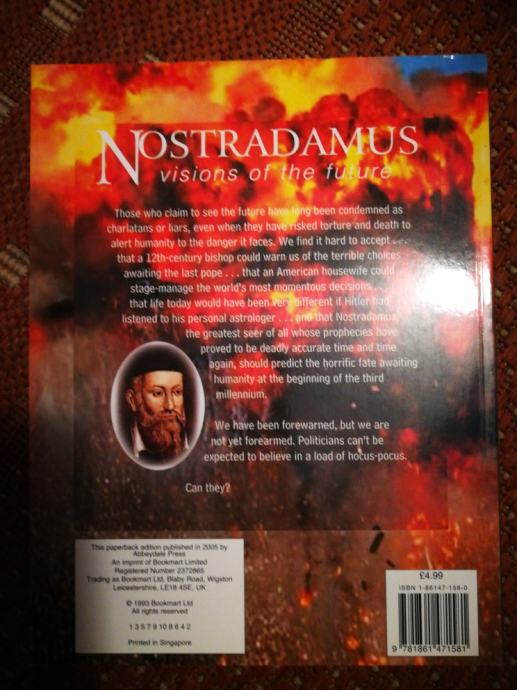 NOSTRADAMUS
visions of the future
Those who claim to see the future have long been condemned as
charlatans or liars, even when they have risked torture and death to
alert humanity to the danger it faces. We find it hard to accept . . .
that a 12th-century bishop could warn us of the terrible choices
awaiting the last pope . . . that an American housewife could
stage-manage the world's most momentous decisions . . .
that life today would have been very different if Hitler had
listened to his personal astrologer . . . and that Nostradamus,
the greatest seer of all whose prophecies have
proved to be deadly accurate time and time
again, should predict the horrific fate awaiting
humanity at the beginning of the third
millennium.
We have been forewarned, but we are
not yet forearmed. Politicians can't be
expected to believe in a load of hocus-pocus.
Can they?
This paperback edition published in 2005 by
Abbeydale Press
An imprint of Bookmart Limited
Registered Number 2372865
Trading as Bookmart Ltd, Blaby Road, Wigston
Leicestershire, LE18 4SE, UK
© 1993 Bookmart Ltd
All rights reserved
1 3 5 7 9 10 8 6 4 2
Printed in Singapore
£4.99
ISBN 1-86147-158-0
9 781861 471581